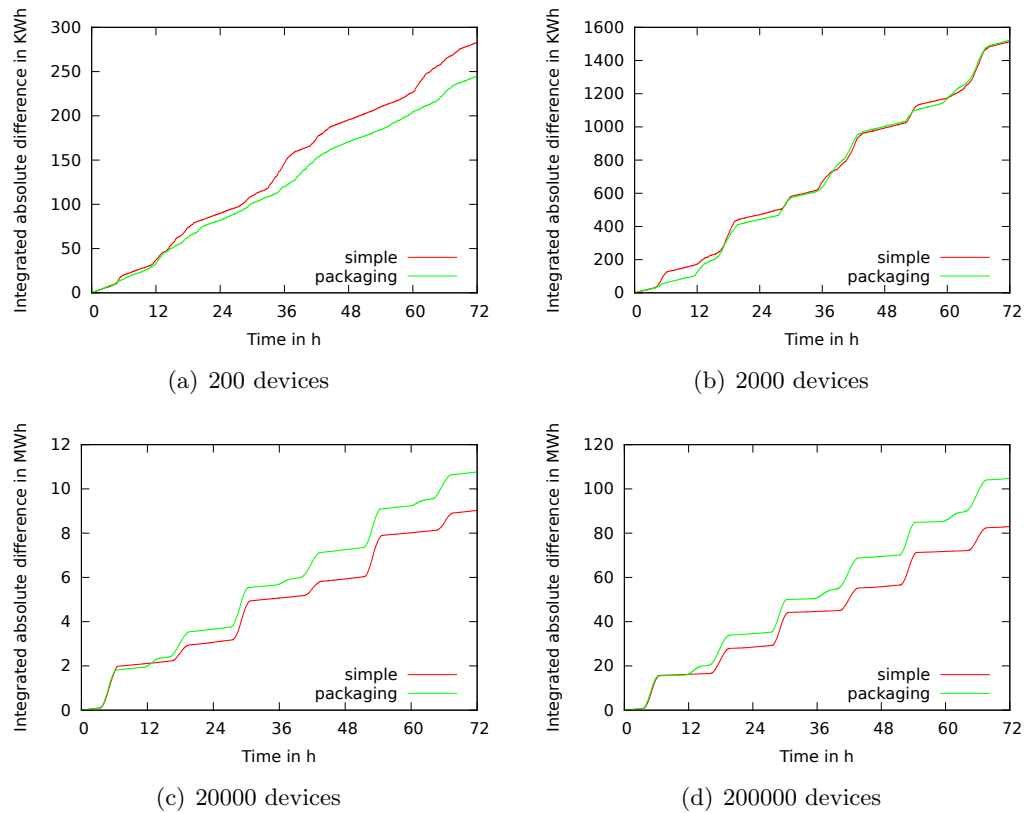 Integrated absolute difference in KWh
300
250
200
150
100
50
0
simple
packaging
0 12 24 36 48 60 72
Time in h
(a) 200 devices
Integrated absolute difference in KWh
1600
1400
1200
1000
800
600
400
200
0
simple
packaging
0 12 24 36 48 60 72
Time in h
(b) 2000 devices
Integrated absolute difference in MWh
12
10
8
6
4
2
0
simple
packaging
0 12 24 36 48 60 72
Time in h
(c) 20000 devices
Integrated absolute difference in MWh
120
100
80
60
40
20
0
simple
packaging
0 12 24 36 48 60 72
Time in h
(d) 200000 devices